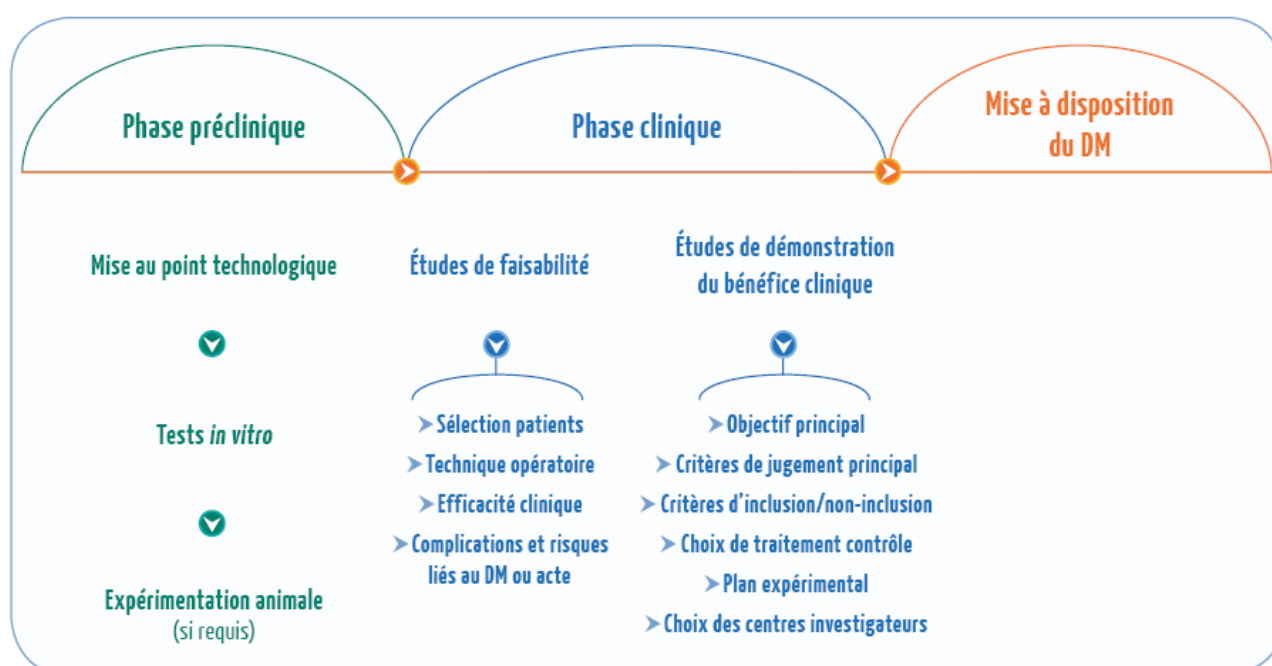 Phase préclinique
Phase clinique
Mise à disposition
du DM
Mise au point technologique
Tests in vitro
Expérimentation animale
(si requis)
Études de faisabilité
➤ Sélection patients
➤ Technique opératoire
➤ Efficacité clinique
➤ Complications et risques
liés au DM ou acte
Études de démonstration
du bénéfice clinique
➤ Objectif principal
➤ Critères de jugement principal
➤ Critères d'inclusion/non-inclusion
➤ Choix de traitement contrôle
➤ Plan expérimental
➤ Choix des centres investigateurs